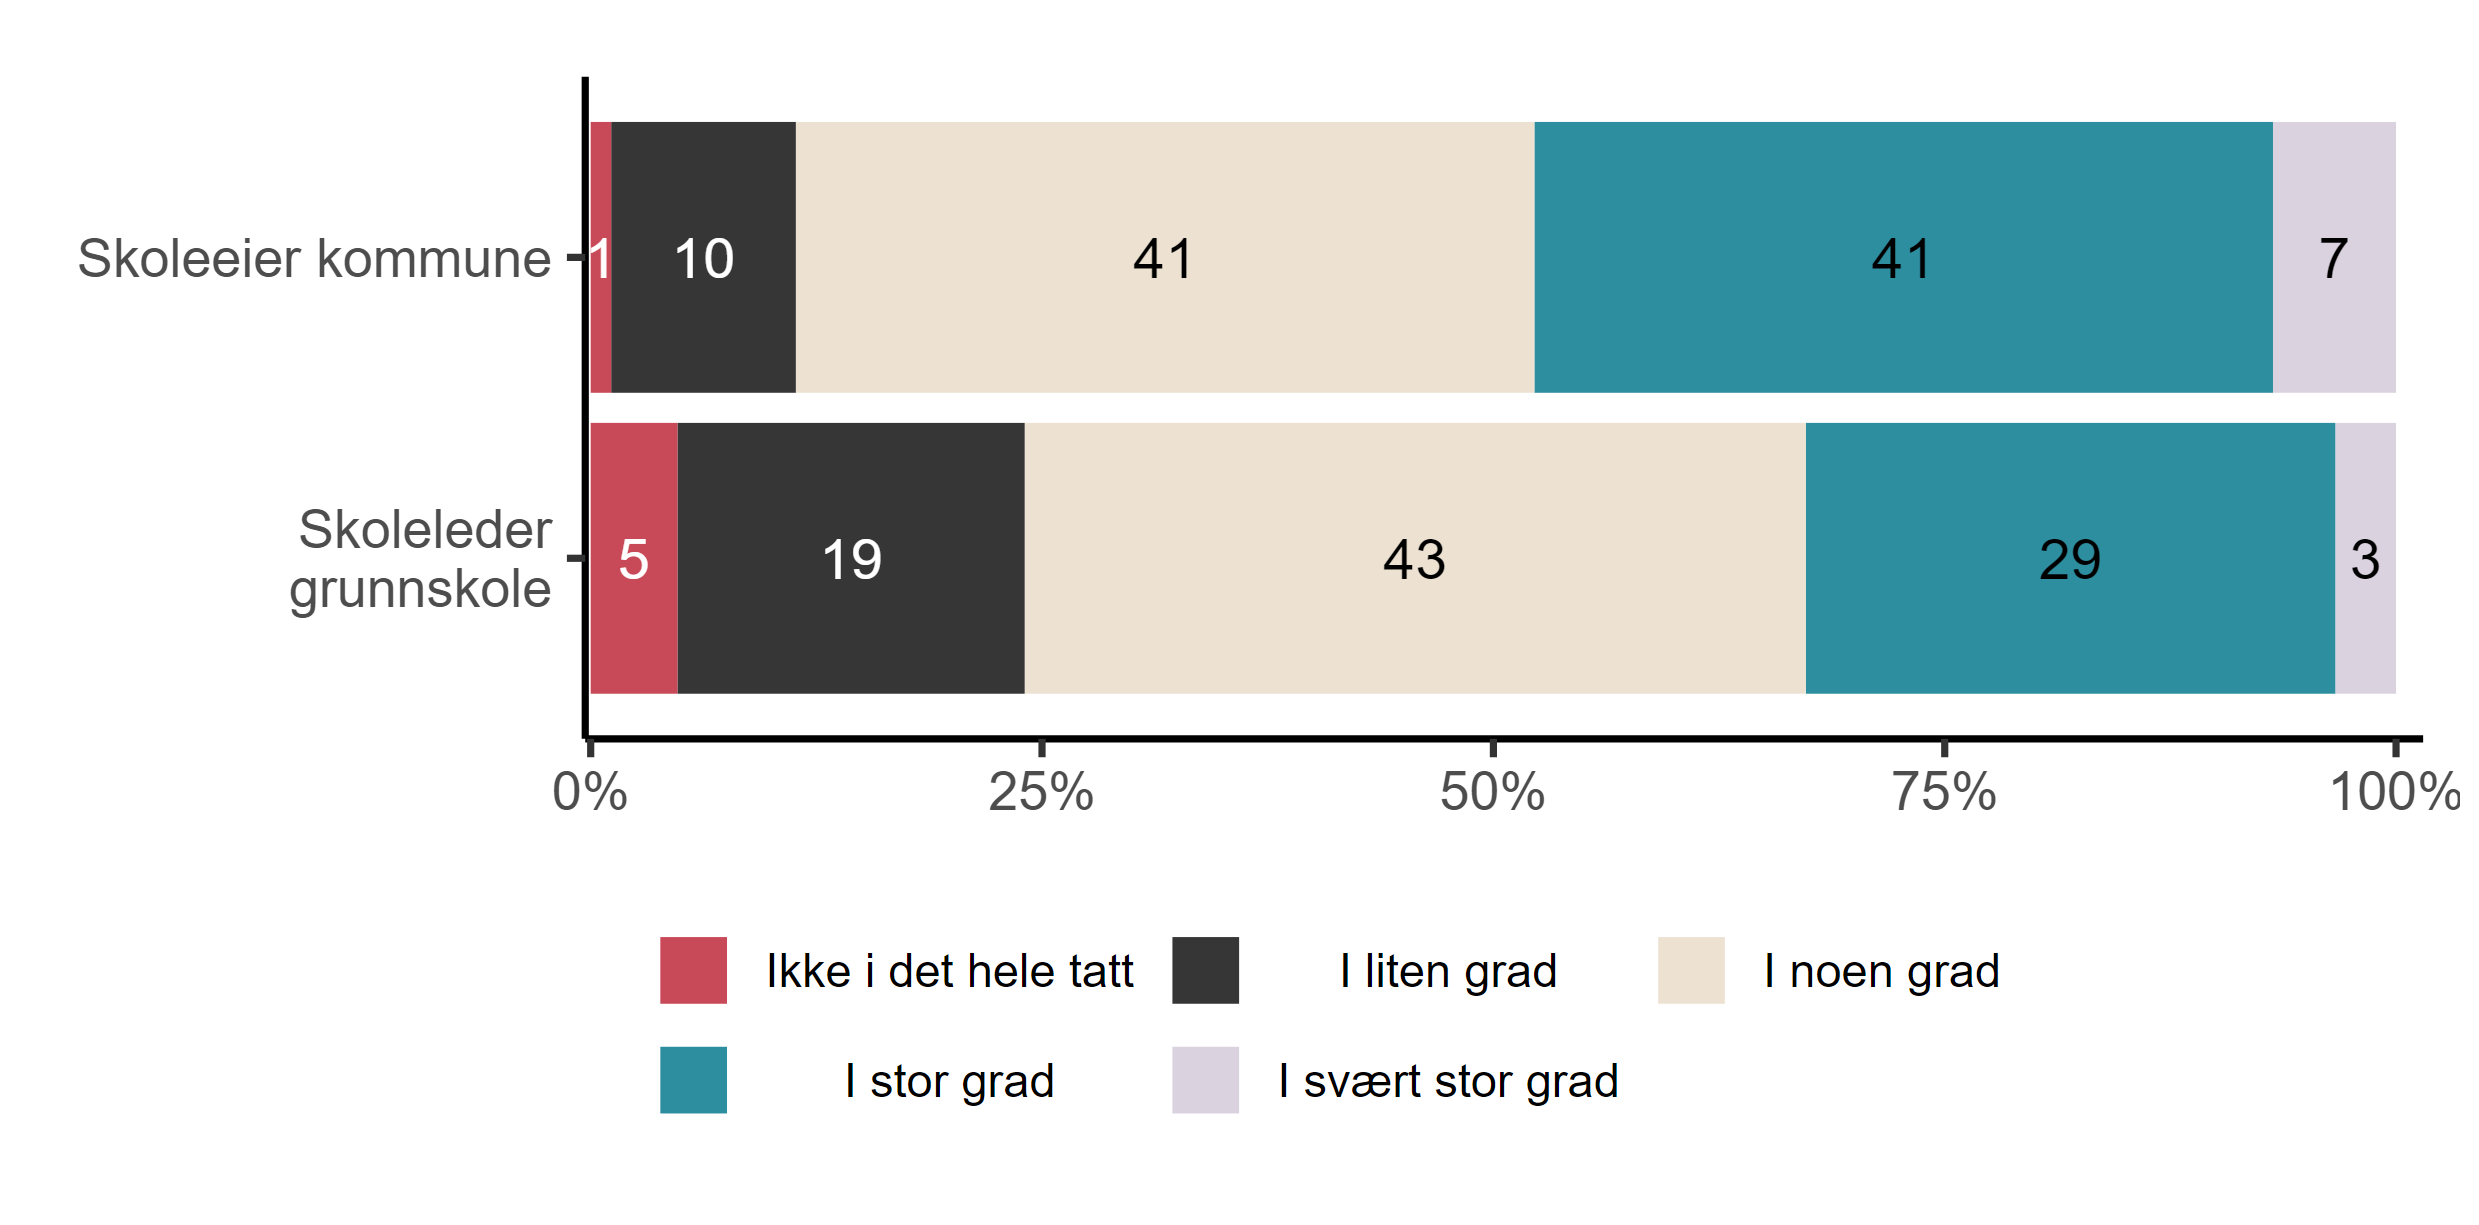 Skoleeier kommune
1 10 41 41 7
Skoleleder
grunnskole
5 19 43 29 3
0% 25% 50% 75% 100%
Ikke i det hele tatt I liten grad I noen grad
I stor grad I svært stor grad